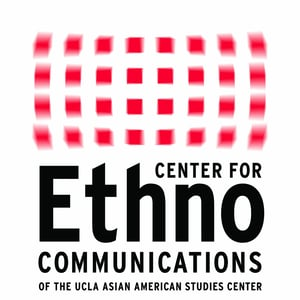 CENTER FOR
Ethno
COMMUNICATIONS
OF THE UCLA ASIAN AMERICAN STUDIES CENTER